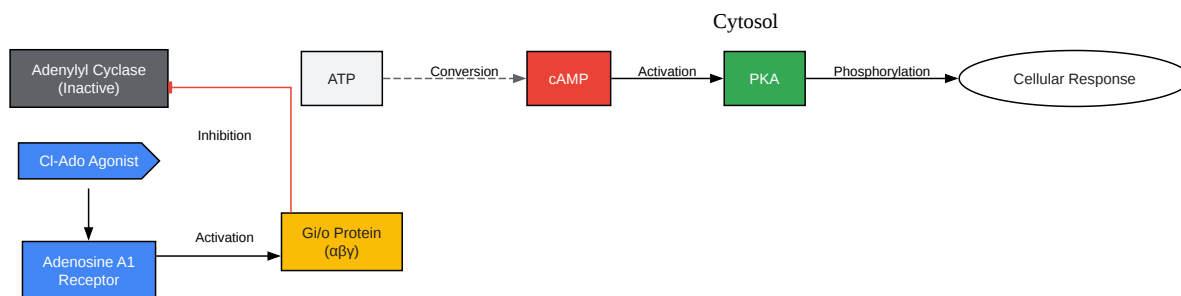 Cytosol
Adenylyl Cyclase
(Inactive)
ATP
Conversion
cAMP
Activation
PKA
Phosphorylation
Cellular Response
Inhibition
Cl-Ado Agonist
Activation
Gi/o Protein
(αβγ)
Adenosine A1
Receptor